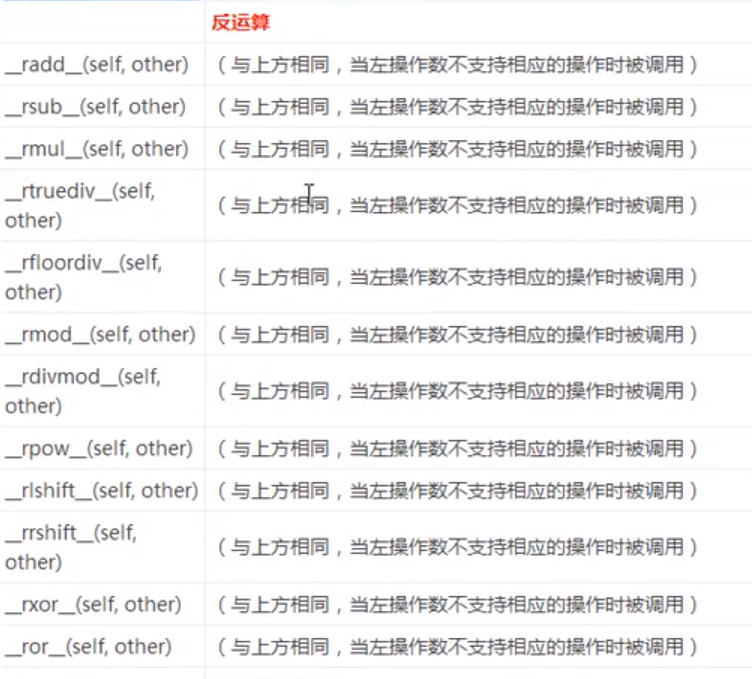 反运算
__radd__(self, other) （与上方相同，当左操作数不支持相应的操作时被调用）
__rsub__(self, other) （与上方相同，当左操作数不支持相应的操作时被调用）
__rmul__(self, other) （与上方相同，当左操作数不支持相应的操作时被调用）
__rtruediv__(self,
other)
（与上方相同，当左操作数不支持相应的操作时被调用）
__rfloordiv__(self,
other)
（与上方相同，当左操作数不支持相应的操作时被调用）
__rmod__(self, other) （与上方相同，当左操作数不支持相应的操作时被调用）
__rdivmod__(self,
other)
（与上方相同，当左操作数不支持相应的操作时被调用）
__rpow__(self, other) （与上方相同，当左操作数不支持相应的操作时被调用）
__rlshift__(self, other) （与上方相同，当左操作数不支持相应的操作时被调用）
__rrshift__(self,
other)
（与上方相同，当左操作数不支持相应的操作时被调用）
__rxor__(self, other) （与上方相同，当左操作数不支持相应的操作时被调用）
__ror__(self, other) （与上方相同，当左操作数不支持相应的操作时被调用）